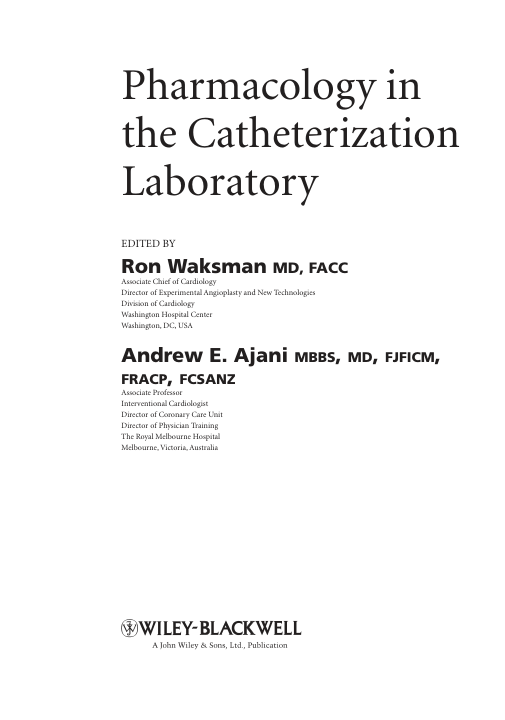 Pharmacology in
the Catheterization
Laboratory
EDITED BY
Ron Waksman MD, FACC
Associate Chief of Cardiology
Director of Experimental Angioplasty and New Technologies
Division of Cardiology
Washington Hospital Center
Washington, DC, USA
Andrew E. Ajani MBBS, MD, FJFICM,
FRACP, FCSANZ
Associate Professor
Interventional Cardiologist
Director of Coronary Care Unit
Director of Physician Training
The Royal Melbourne Hospital
Melbourne, Victoria, Australia
WILEY-BLACKWELL
A John Wiley & Sons, Ltd., Publication